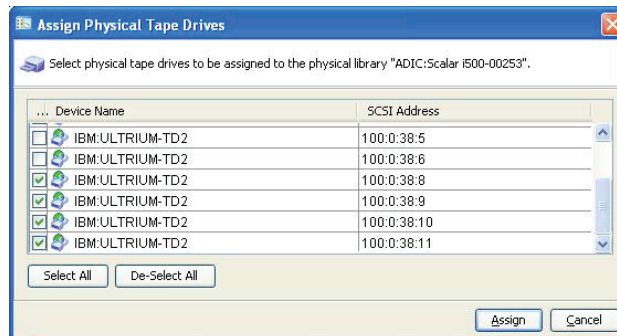 Assign Physical Tape Drives
Select physical tape drives to be assigned to the physical library "ADIC:Scalar i500-00253".
... Device Name SCSI Address
IBM:ULTRIUM-TD2 100:0:38:5
IBM:ULTRIUM-TD2 100:0:38:6
IBM:ULTRIUM-TD2 100:0:38:8
IBM:ULTRIUM-TD2 100:0:38:9
IBM:ULTRIUM-TD2 100:0:38:10
IBM:ULTRIUM-TD2 100:0:38:11
Select All De-Select All
Assign Cancel